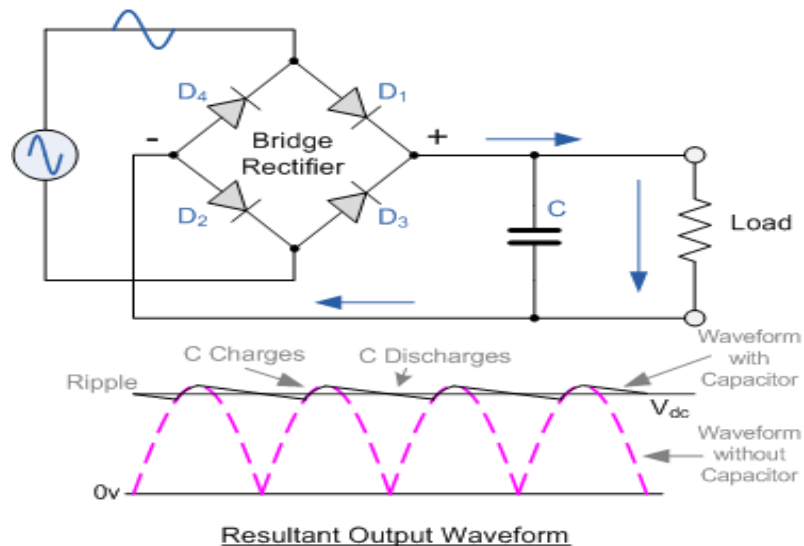 D4
D1
-
Bridge
Rectifier
+
D2
D3
C
Load
Waveform
with
Capacitor
C Charges
C Discharges
Ripple
Vdc
Waveform
without
Capacitor
0v
Resultant Output Waveform